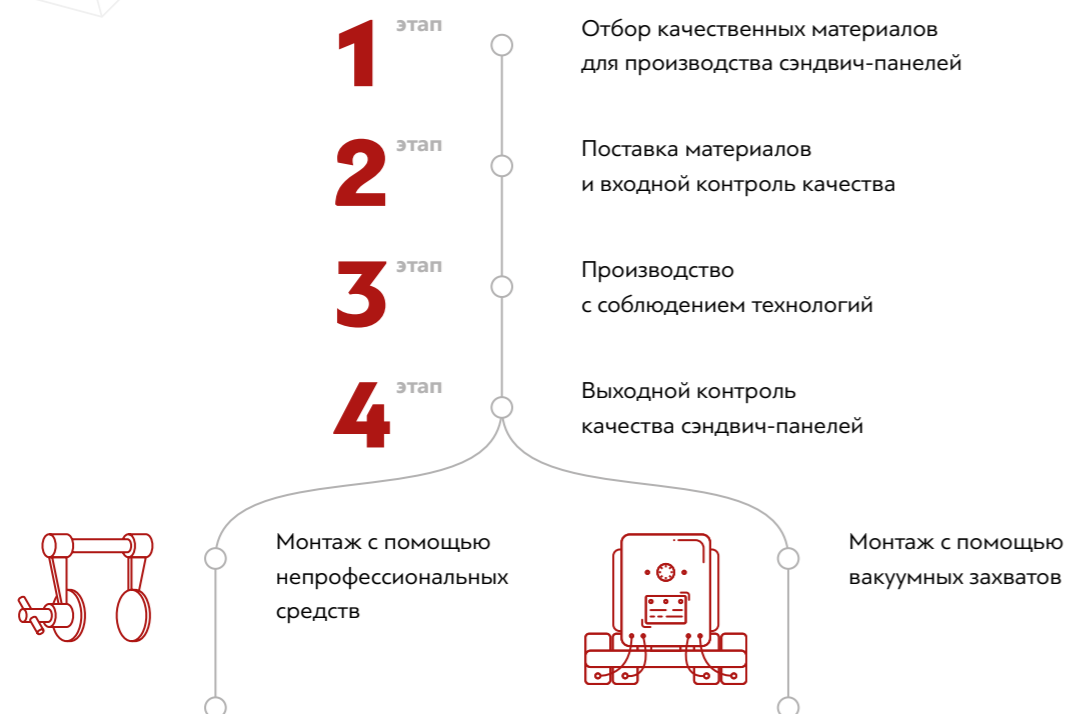 1 этап
Отбор качественных материалов
для производства сэндвич-панелей
2 этап
Поставка материалов
и входной контроль качества
3 этап
Производство
с соблюдением технологий
4 этап
Выходной контроль
качества сэндвич-панелей
Монтаж с помощью
непрофессиональных
средств
Монтаж с помощью
вакуумных захватов